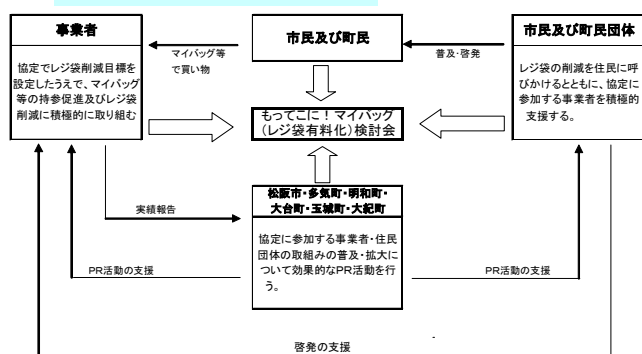 事業者
協定でレジ袋削減目標を
設定したうえで、マイバッグ
等の持参促進及びレジ袋
削減に積極的に取り組む
マイバッグ等
で買い物
市民及び町民
普及・啓発
市民及び町民団体
レジ袋の削減を住民に呼
びかけるとともに、協定に
参加する事業者を積極的
支援する。
もってこに！マイバッグ
（レジ袋有料化）検討会
松阪市・多気町・明和町・
大台町・玉城町・大紀町
協定に参加する事業者・住民
団体の取組みの普及・拡大に
ついて効果的なPR活動を行
う。
実績報告
PR活動の支援
PR活動の支援
啓発の支援